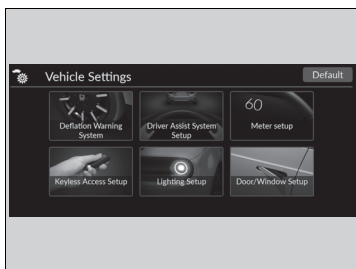 Vehicle Settings
Default
Deflation Warning
System
Driver Assist System
Setup
60
Meter setup
Keyless Access Setup
Lighting Setup
Door/Window Setup